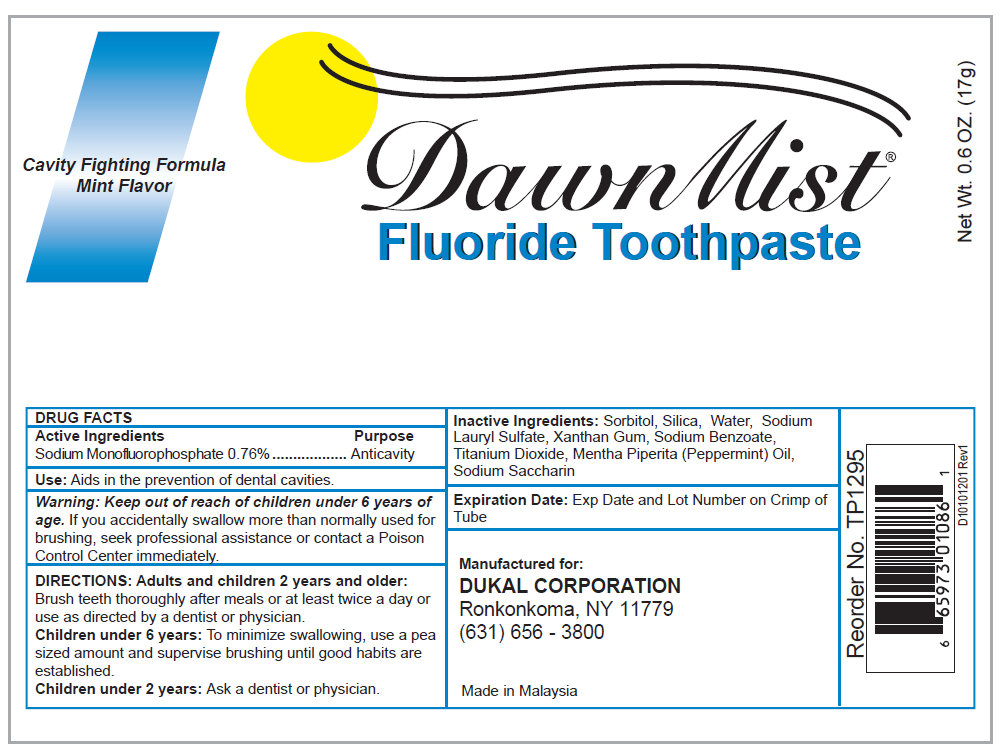 Cavity Fighting Formula
Mint Flavor
DawnMist®
Fluoride Toothpaste
Net Wt. 0.6 OZ. (17g)
DRUG FACTS
Active Ingredients Purpose
Sodium Monofluorophosphate 0.76% .................. Anticavity
Use: Aids in the prevention of dental cavities.
Warning: Keep out of reach of children under 6 years of
age. If you accidentally swallow more than normally used for
brushing, seek professional assistance or contact a Poison
Control Center immediately.
DIRECTIONS: Adults and children 2 years and older:
Brush teeth thoroughly after meals or at least twice a day or
use as directed by a dentist or physician.
Children under 6 years: To minimize swallowing, use a pea
sized amount and supervise brushing until good habits are
established.
Children under 2 years: Ask a dentist or physician.
Inactive Ingredients: Sorbitol, Silica, Water, Sodium
Lauryl Sulfate, Xanthan Gum, Sodium Benzoate,
Titanium Dioxide, Mentha Piperita (Peppermint) Oil,
Sodium Saccharin
Expiration Date: Exp Date and Lot Number on Crimp of
Tube
Manufactured for:
DUKAL CORPORATION
Ronkonkoma, NY 11779
(631) 656 - 3800
Made in Malaysia
Reorder No. TP1295
6 65973 01086 1
D10101201 Rev1